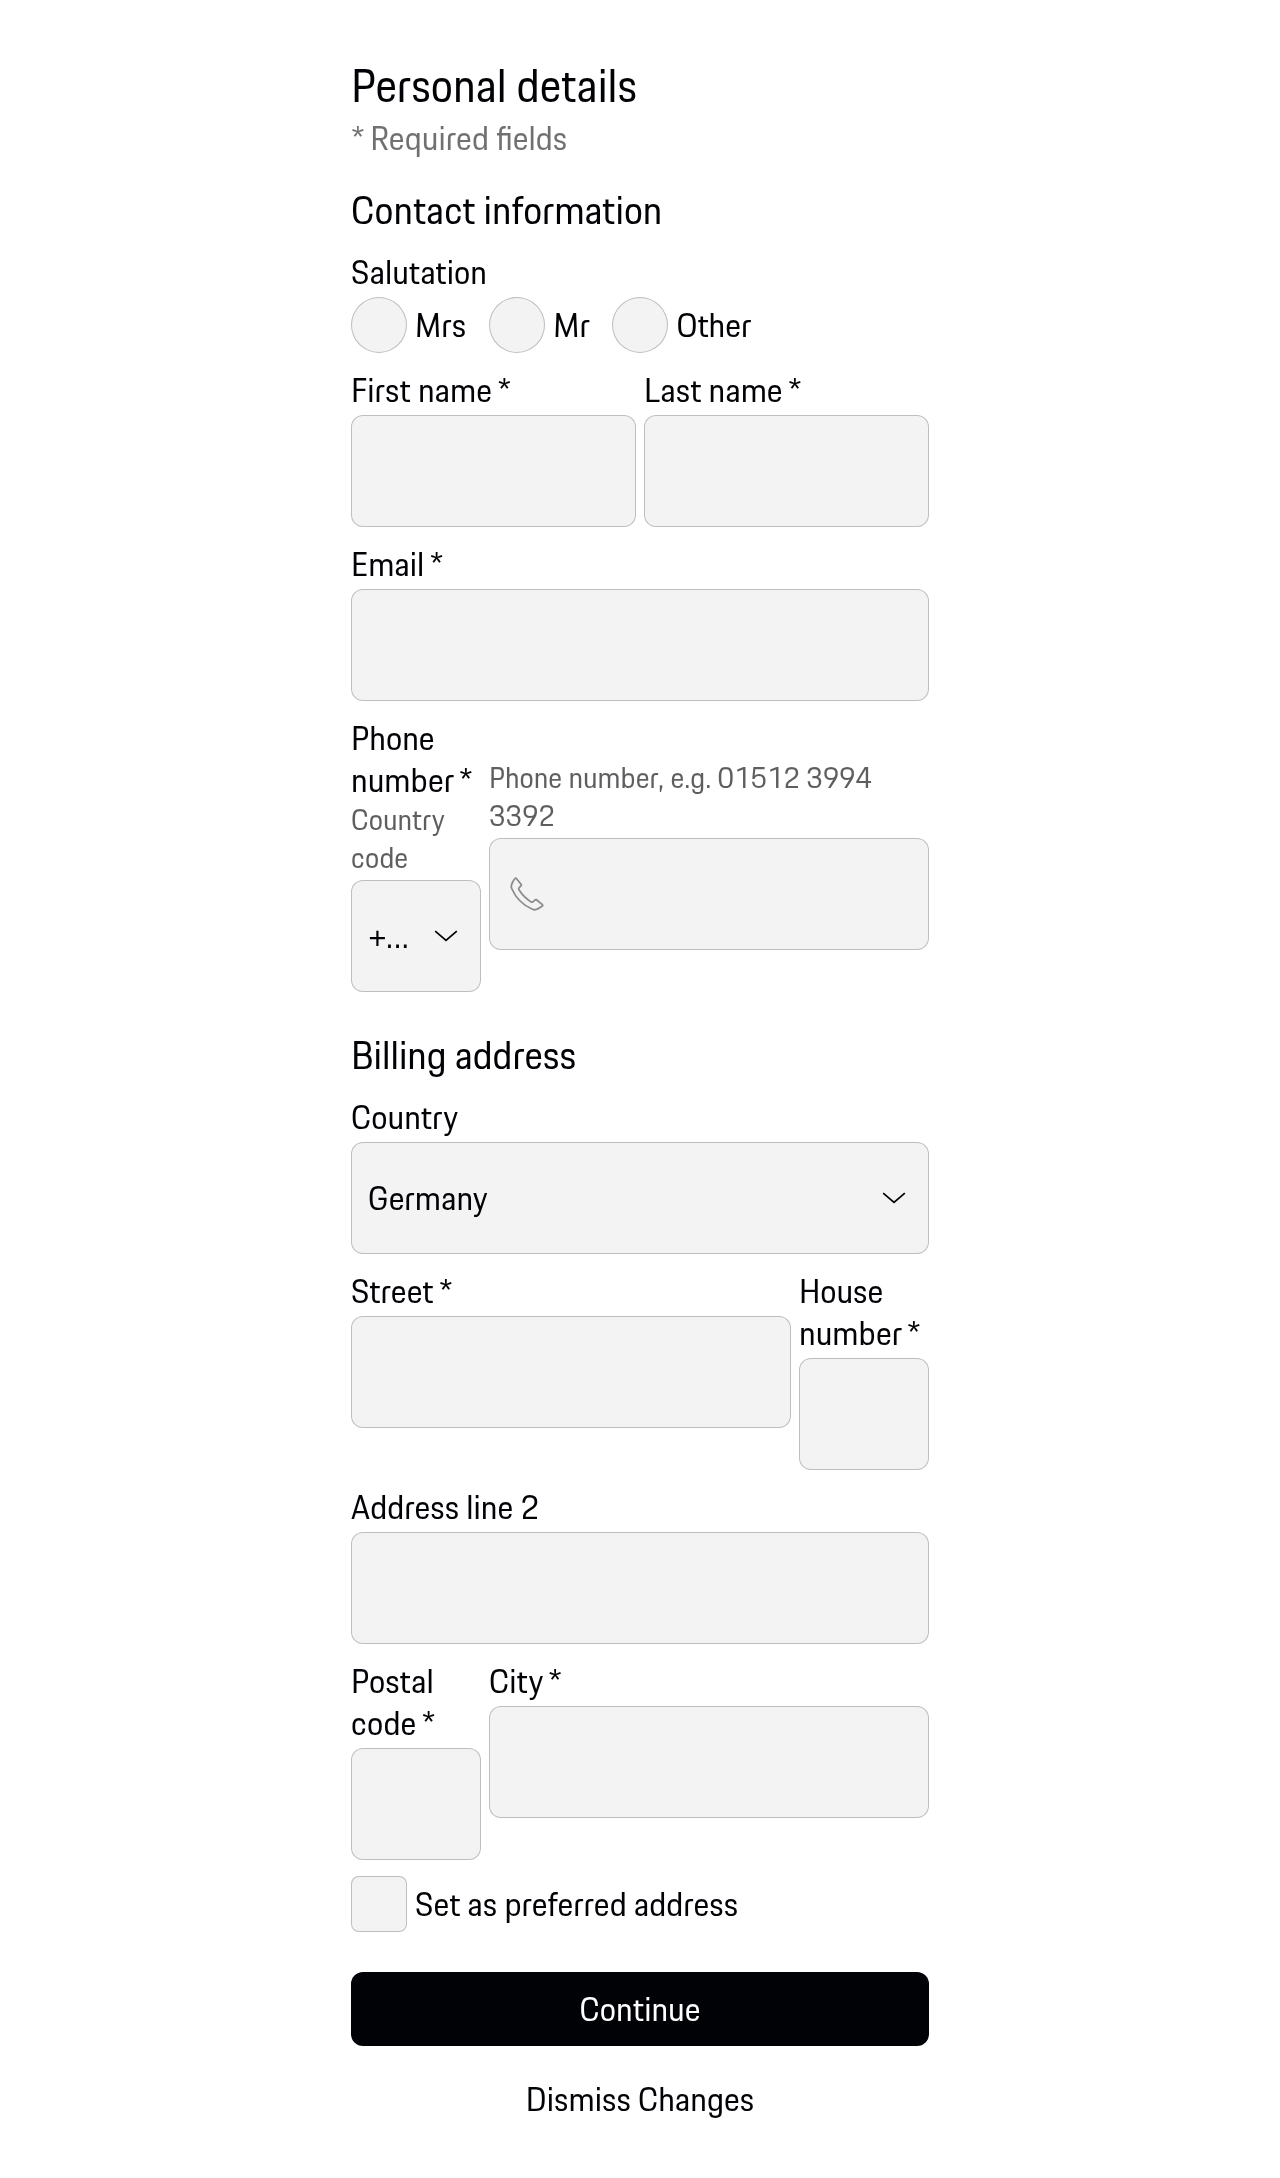 Personal details
* Required fields
Contact information
Salutation
Mrs Mr Other
First name * Last name *
Email *
Phone
number *
Country
code
Phone number, e.g. 01512 3994
3392
+...
Billing address
Country
Germany
Street *
House
number *
Address line 2
Postal
code *
City *
Set as preferred address
Continue
Dismiss Changes